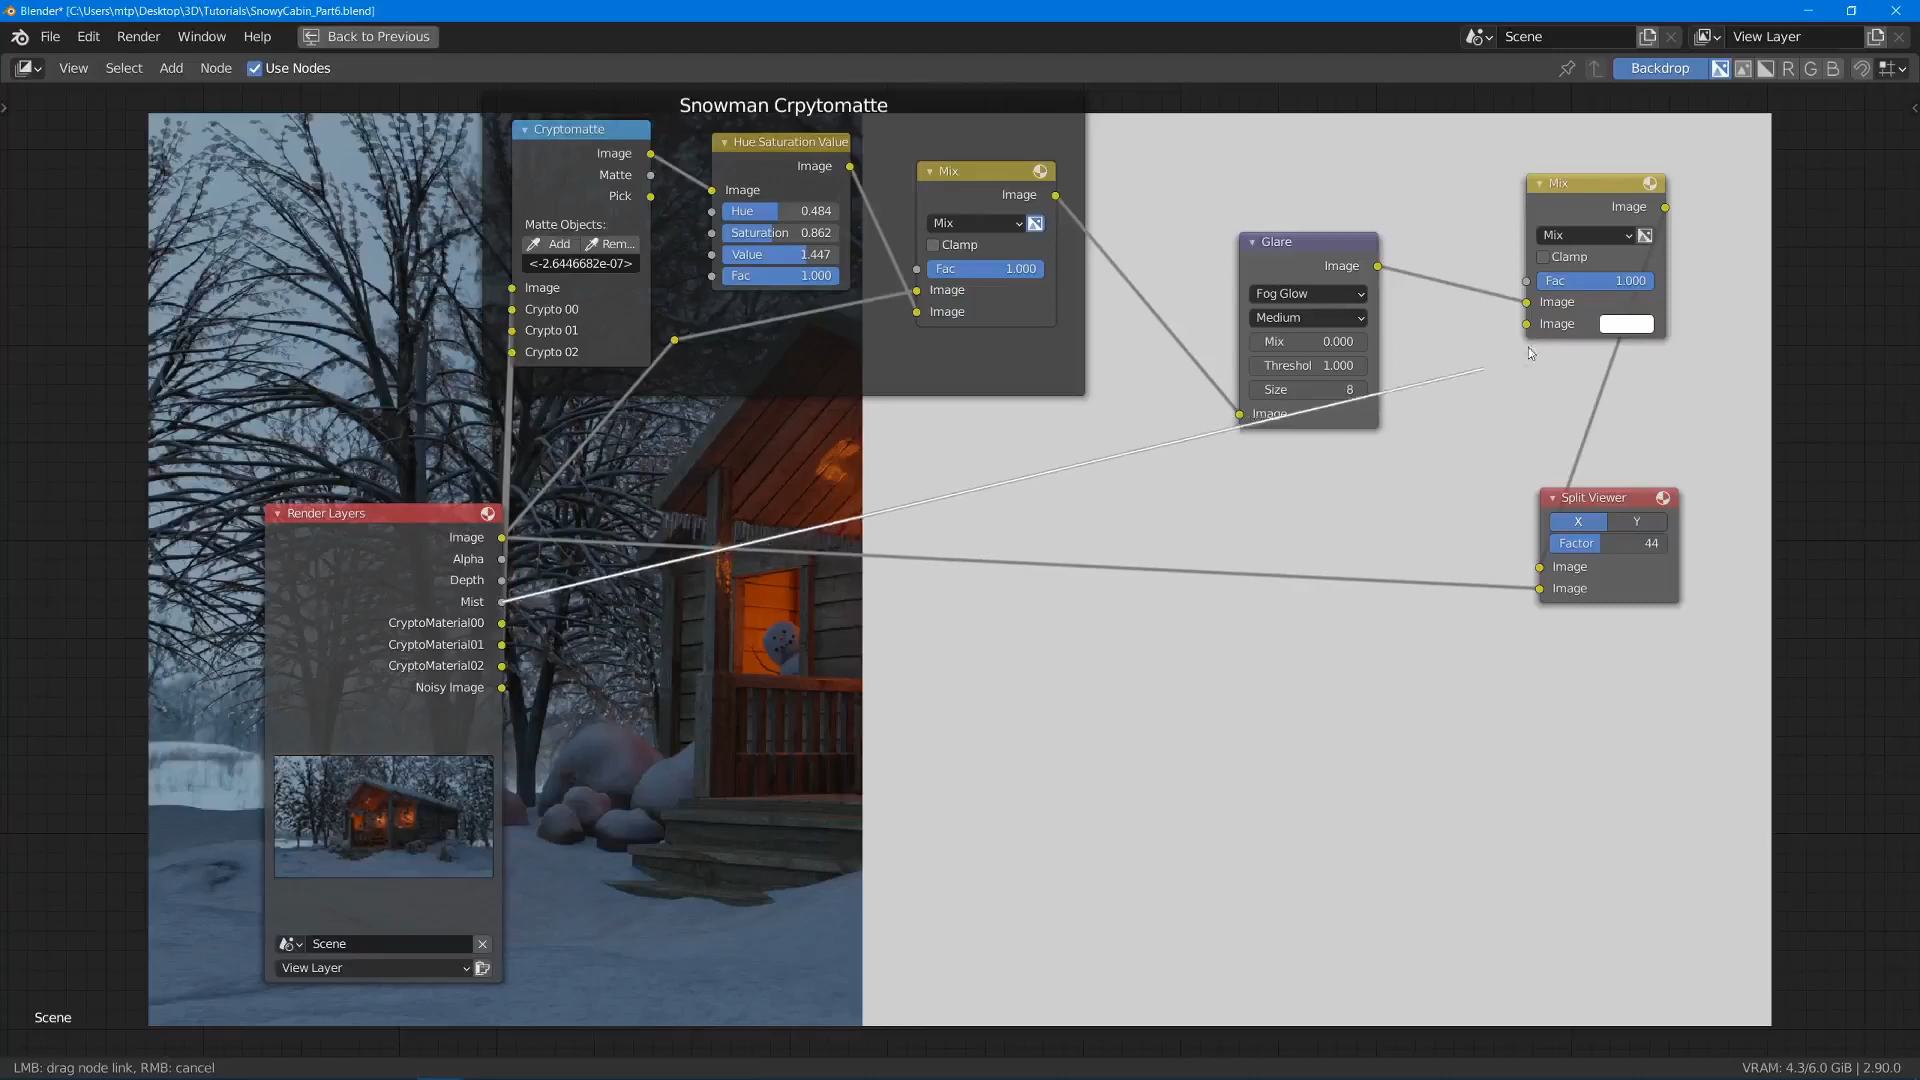 Blender* [C:\Users\mtp\Desktop\3D\Tutorials\SnowyCabin_Part6.blend]
File Edit Render Window Help Back to Previous Scene View Layer
View Select Add Node Use Nodes Backdrop R G B
Snowman Crpytomatte
Cryptomatte
Image
Matte
Pick
Matte Objects:
Add Rem...
<-2.6446682e-07>
Image
Crypto 00
Crypto 01
Crypto 02
Hue Saturation Value
Image
Image
Hue 0.484
Saturation 0.862
Value 1.447
Fac 1.000
Mix
Image
Mix
Clamp
Fac 1.000
Image
Image
Glare
Image
Fog Glow
Medium
Mix 0.000
Threshol 1.000
Size 8
Image
Mix
Image
Mix
Clamp
Fac 1.000
Image
Image
Split Viewer
X Y
Factor 44
Image
Image
Render Layers
Image
Alpha
Depth
Mist
CryptoMaterial00
CryptoMaterial01
CryptoMaterial02
Noisy Image
Scene
View Layer
Scene
LMB: drag node link, RMB: cancel
VRAM: 4.3/6.0 GiB | 2.90.0